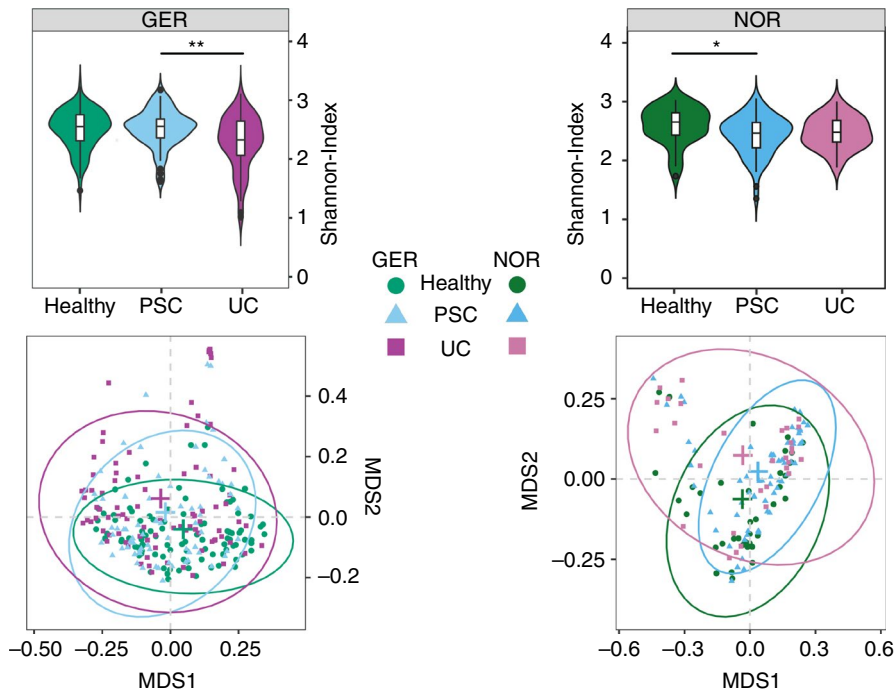 GER
**
4
3
2
1
0
Shannon-Index
Healthy PSC UC
NOR
*
4
3
2
1
0
Shannon-Index
Healthy PSC UC
GER NOR
Healthy
PSC
UC
0.4
0.2
0.0
–0.2
MDS2
–0.50 –0.25 0.00 0.25
MDS1
0.25
0.00
–0.25
MDS2
–0.6 –0.3 0.0 0.3 0.6
MDS1